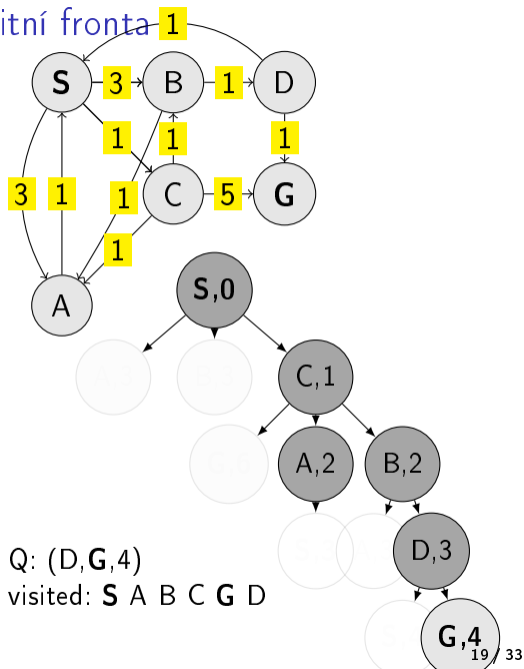 itní fronta
1
S 3 B 1 D
1 1 1
3 1 1 C 5 G
1
A
S,0
C,1
A,2 B,2
D,3
Q: (D,G,4)
visited: S A B C G D
G,4
19 / 33